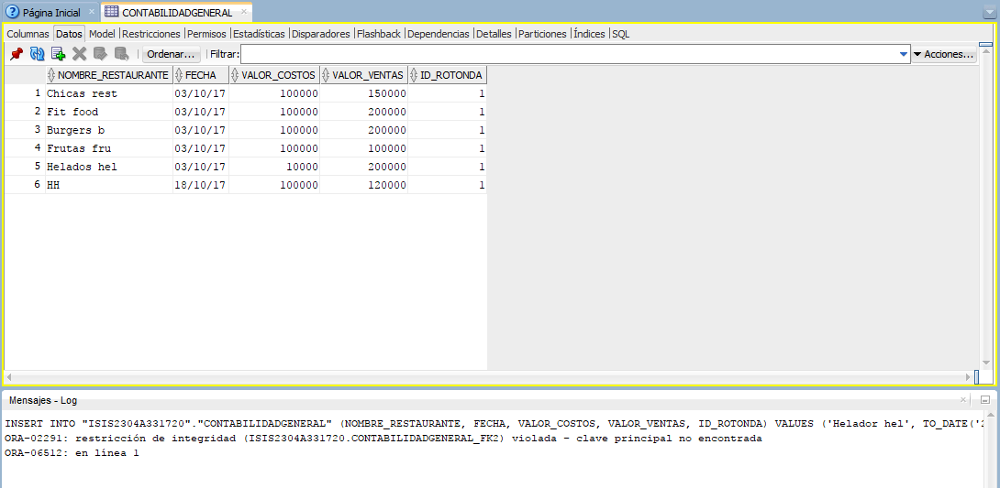 Página Inicial × CONTABILIDADGENERAL ×
Columnas Datos Model Restricciones Permisos Estadísticas Disparadores Flashback Dependencias Detalles Particiones Índices SQL
Ordenar... Filtrar: Acciones...
NOMBRE_RESTAURANTE FECHA VALOR_COSTOS VALOR_VENTAS ID_ROTONDA
1 Chicas rest 03/10/17 100000 150000 1
2 Fit food 03/10/17 100000 200000 1
3 Burgers b 03/10/17 100000 200000 1
4 Frutas fru 03/10/17 100000 100000 1
5 Helados hel 03/10/17 10000 200000 1
6 HH 18/10/17 100000 120000 1
Mensajes - Log
INSERT INTO "ISIS2304A331720"."CONTABILIDADGENERAL" (NOMBRE_RESTAURANTE, FECHA, VALOR_COSTOS, VALOR_VENTAS, ID_ROTONDA) VALUES ('Helador hel', TO_DATE('
ORA-02291: restricción de integridad (ISIS2304A331720.CONTABILIDADGENERAL_FK2) violada - clave principal no encontrada
ORA-06512: en línea 1